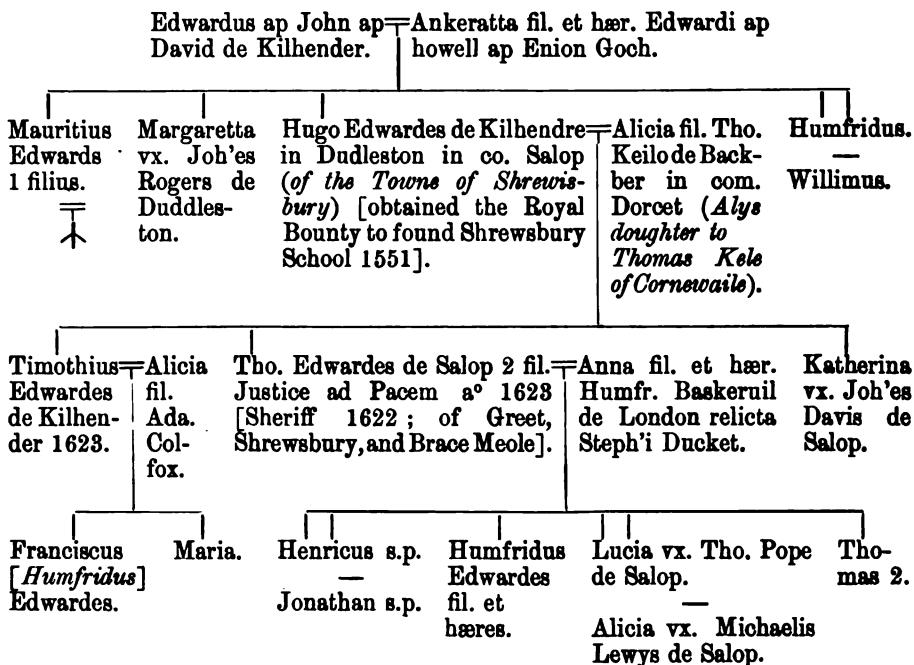 Edwardus ap John ap
David de Kilhender.
Ankeratta fil. et hær. Edwardi ap
howell ap Enion Goch.
Mauritius
Edwards
1 filius.
Margaretta
vx. Joh'es
Rogers de
Duddles-
ton.
Hugo Edwardes de Kilhendre
in Dudleston in co. Salop
(of the Towne of Shrewis-
bury) [obtained the Royal
Bounty to found Shrewsbury
School 1551].
Alicia fil. Tho.
Keilo de Back-
ber in com.
Dorcet (Alys
doughter to
Thomas Kele
of Cornewaile).
Humfridus.
—
Willimus.
Timothius
Edwardes
de Kilhen-
der 1623.
Alicia
fil.
Ada.
Col-
fox.
Tho. Edwardes de Salop 2 fil.
Justice ad Pacem aº 1623
[Sheriff 1622 ; of Greet,
Shrewsbury, and Brace Meole].
Anna fil. et hær.
Humfr. Baskeruil
de London relicta
Steph'i Ducket.
Katherina
vx. Joh'es
Davis de
Salop.
Franciscus
[Humfridus]
Edwardes.
Maria.
Henricus s.p.
—
Jonathan s.p.
Humfridus
Edwardes
fil. et
hæres.
Lucia vx. Tho. Pope
de Salop.
—
Alicia vx. Michaelis
Lewys de Salop.
Tho-
mas 2.